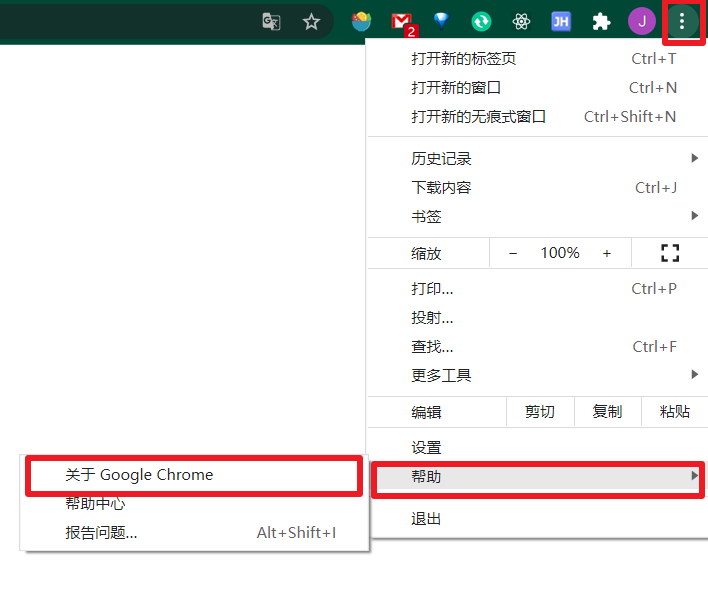 2
JH
J
打开新的标签页 Ctrl+T
打开新的窗口 Ctrl+N
打开新的无痕式窗口 Ctrl+Shift+N
历史记录
下载内容 Ctrl+J
书签
缩放 − 100% +
打印... Ctrl+P
投射...
查找... Ctrl+F
更多工具
编辑 剪切 复制 粘贴
设置
帮助
退出
关于 Google Chrome
帮助中心
报告问题... Alt+Shift+I